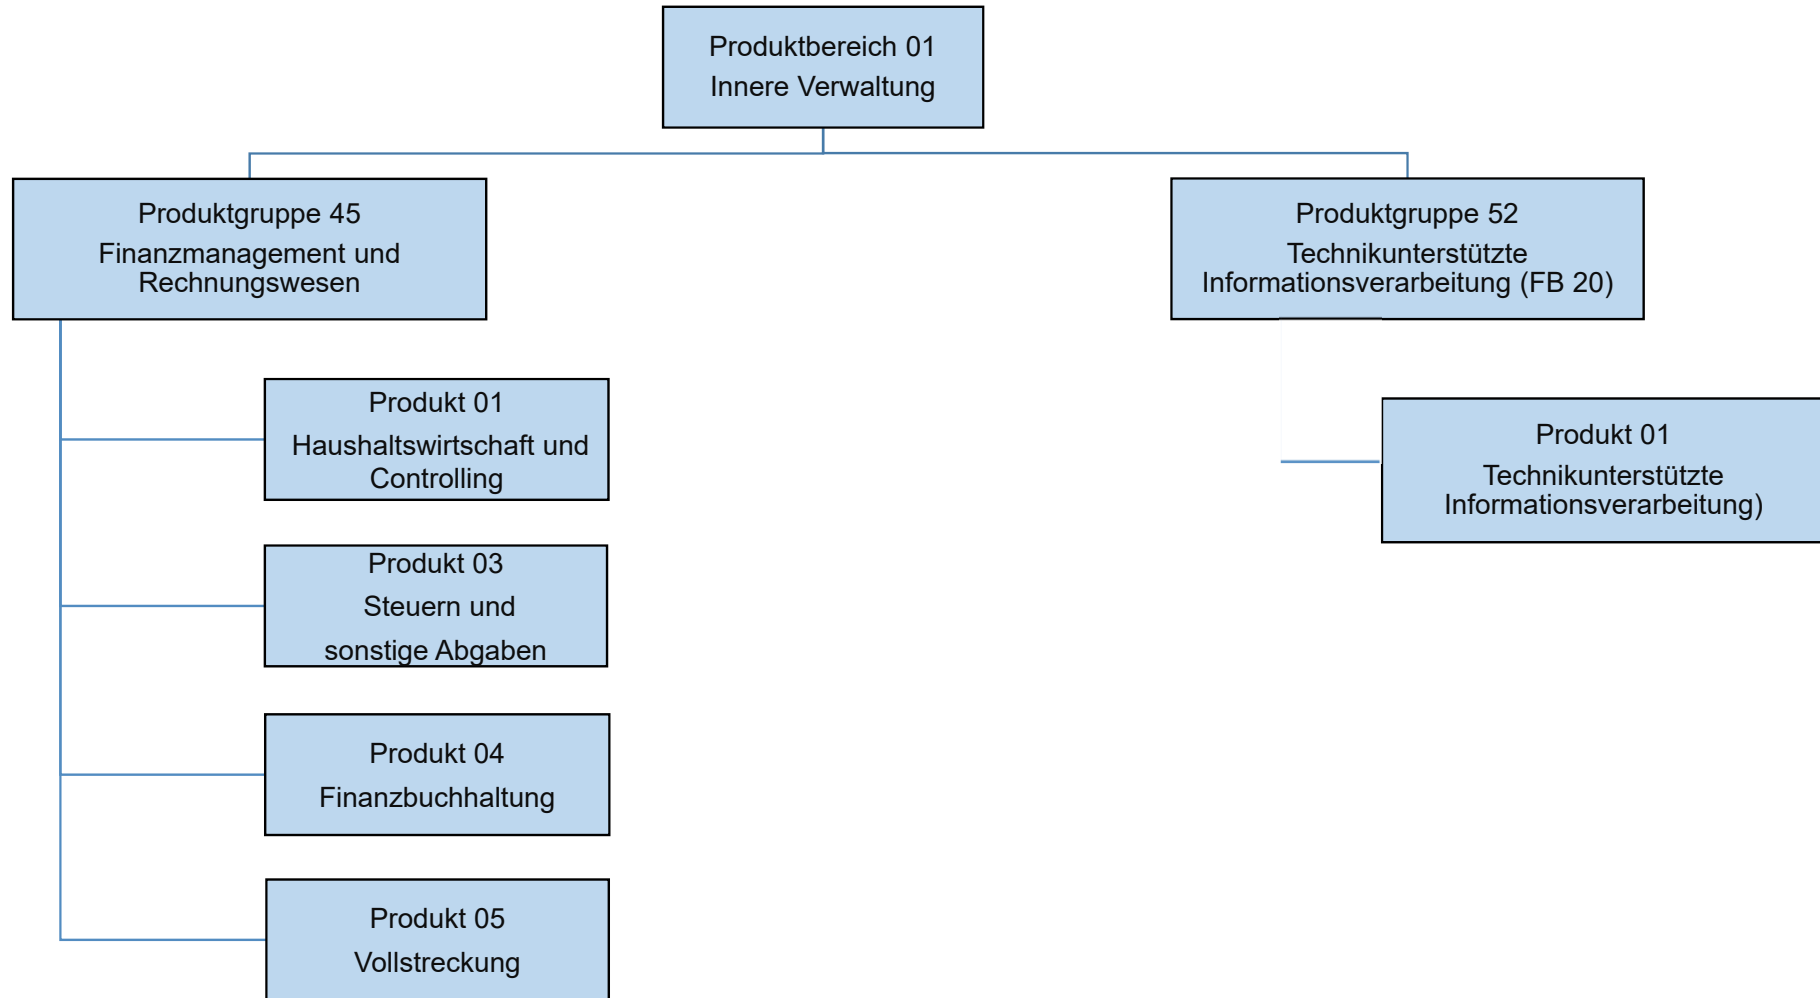 Produktbereich 01
Innere Verwaltung
Produktgruppe 45
Finanzmanagement und
Rechnungswesen
Produktgruppe 52
Technikunterstützte
Informationsverarbeitung (FB 20)
Produkt 01
Haushaltswirtschaft und
Controlling
Produkt 01
Technikunterstützte
Informationsverarbeitung)
Produkt 03
Steuern und
sonstige Abgaben
Produkt 04
Finanzbuchhaltung
Produkt 05
Vollstreckung